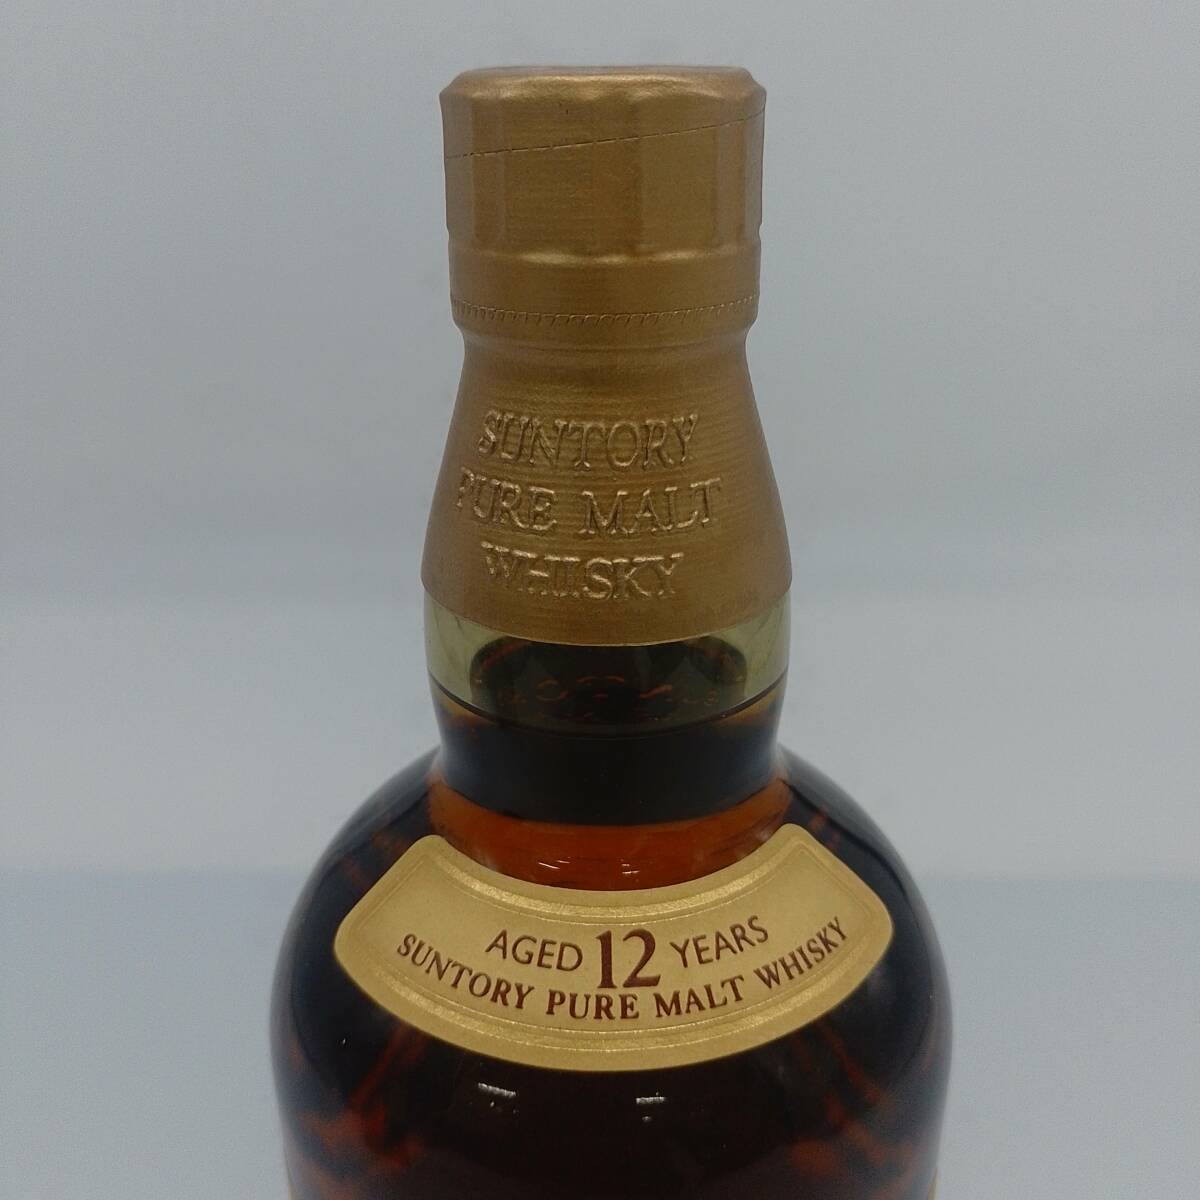 SUNTORY
PURE MALT
WHISKY
AGED 12 YEARS
SUNTORY PURE MALT WHISKY